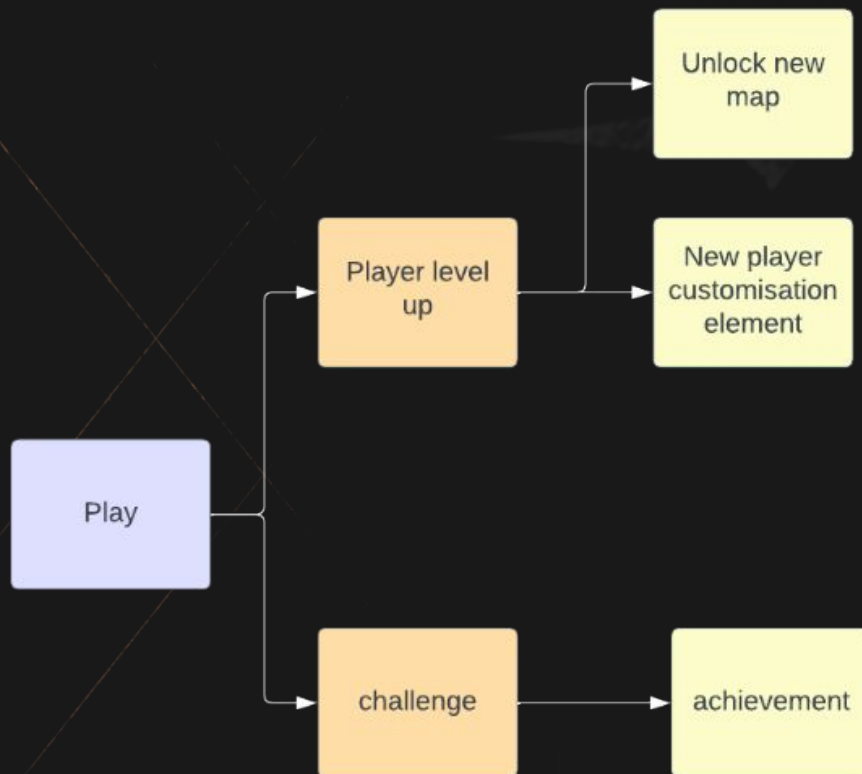 Unlock new
map
Player level
up
New player
customisation
element
Play
challenge
achievement